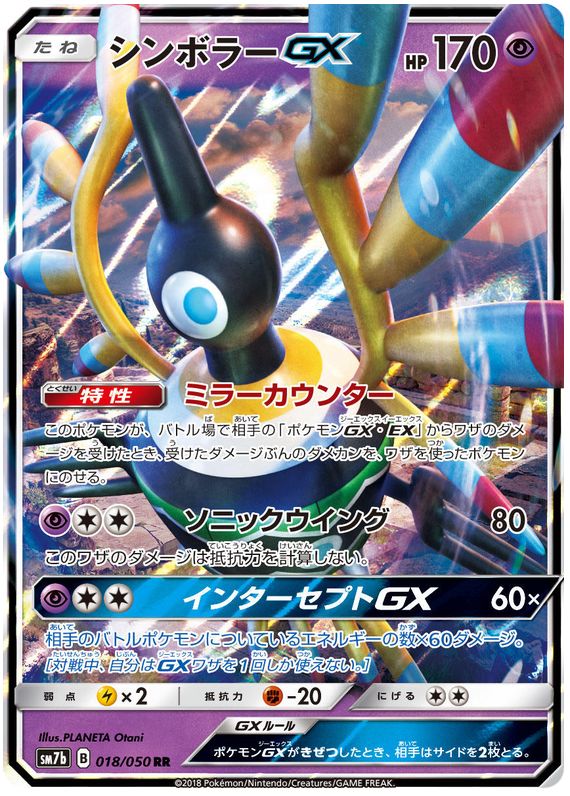 たね シンボラーGX HP 170
とくせい
特性 ミラーカウンター
このポケモンが、バトル場で相手の「ポケモンGX・EX」からワザのダメ
ージを受けたとき、受けたダメージぶんのダメカンを、ワザを使ったポケモン
にのせる。
ソニックウイング 80
このワザのダメージは抵抗力を計算しない。
インターセプトGX 60×
相手のバトルポケモンについているエネルギーの数×60ダメージ。
[対戦中、自分はGXワザを1回しか使えない。]
弱点 ×2 抵抗力 -20 にげる
GXルール
Illus.PLANETA Otani
ポケモンGXがきぜつしたとき、相手はサイドを2枚とる。
sm7b B 018/050 RR
©2018 Pokémon/Nintendo/Creatures/GAME FREAK.